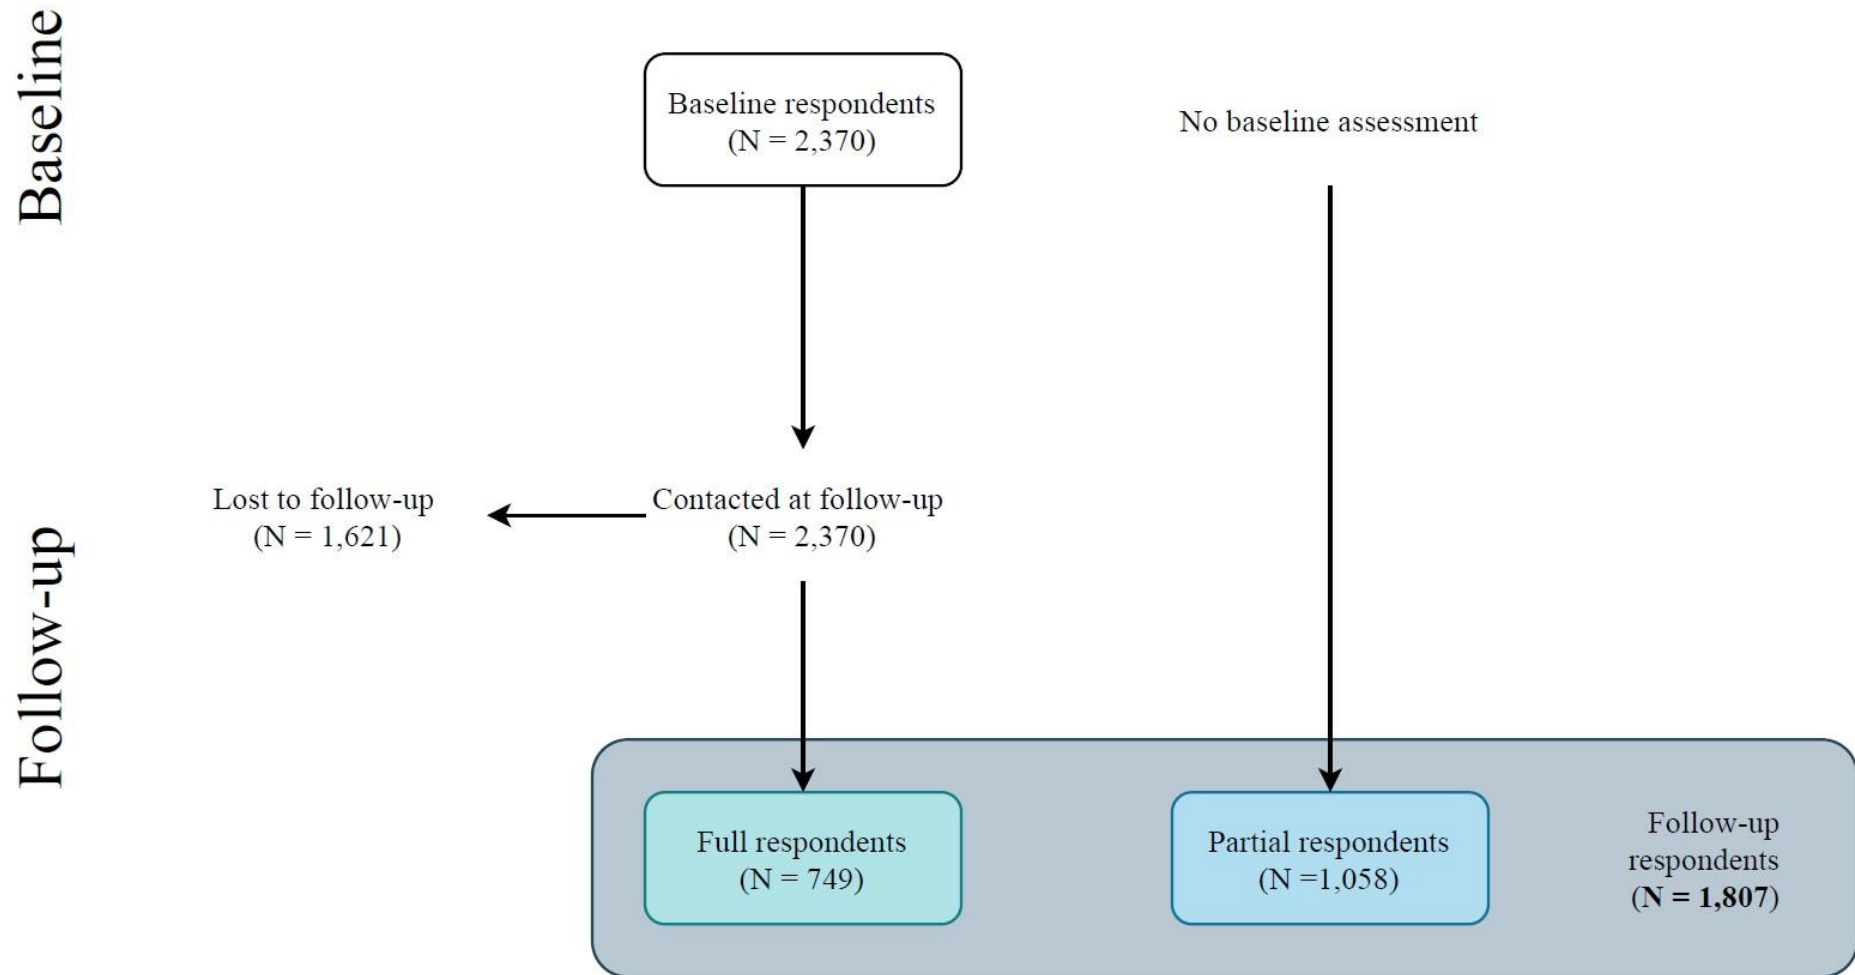 Baseline
Baseline respondents
(N = 2,370)
No baseline assessment
Follow-up
Lost to follow-up
(N = 1,621)
Contacted at follow-up
(N = 2,370)
Full respondents
(N = 749)
Partial respondents
(N =1,058)
Follow-up
respondents
(N = 1,807)